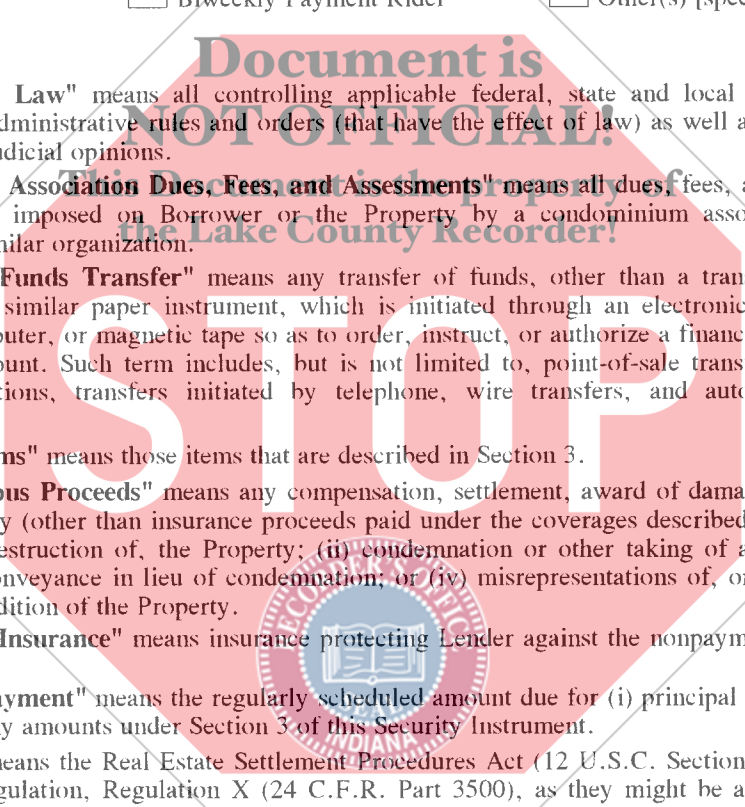 Biweekly Payment Rider Other(s) [spec
Document is
Law" means all controlling applicable federal, state and local
dministrative rules and orders (that have the effect of law) as well a
NOT OFFICIAL!
udicial opinions.
Association Dues, Fees, and Assessments" means all dues, fees, a
This Document is the property of
imposed on Borrower or the Property by a condominium asso
the Lake County Recorder!
nilar organization.
Funds Transfer" means any transfer of funds, other than a tran
similar paper instrument, which is initiated through an electronic
puter, or magnetic tape so as to order, instruct, or authorize a financ
ount. Such term includes, but is not limited to, point-of-sale trans
tions, transfers initiated by telephone, wire transfers, and auto
STOP
ms" means those items that are described in Section 3.
ous Proceeds" means any compensation, settlement, award of dama
y (other than insurance proceeds paid under the coverages described
estruction of, the Property; (ii) condemnation or other taking of a
onveyance in lieu of condemnation; or (iv) misrepresentations of, or
dition of the Property.
RECORDER'S OFFICE
SEAL
INDIANA
Insurance" means insurance protecting Lender against the nonpaym
ayment" means the regularly scheduled amount due for (i) principal
y amounts under Section 3 of this Security Instrument.
eans the Real Estate Settlement Procedures Act (12 U.S.C. Section
gulation, Regulation X (24 C.F.R. Part 3500), as they might be a